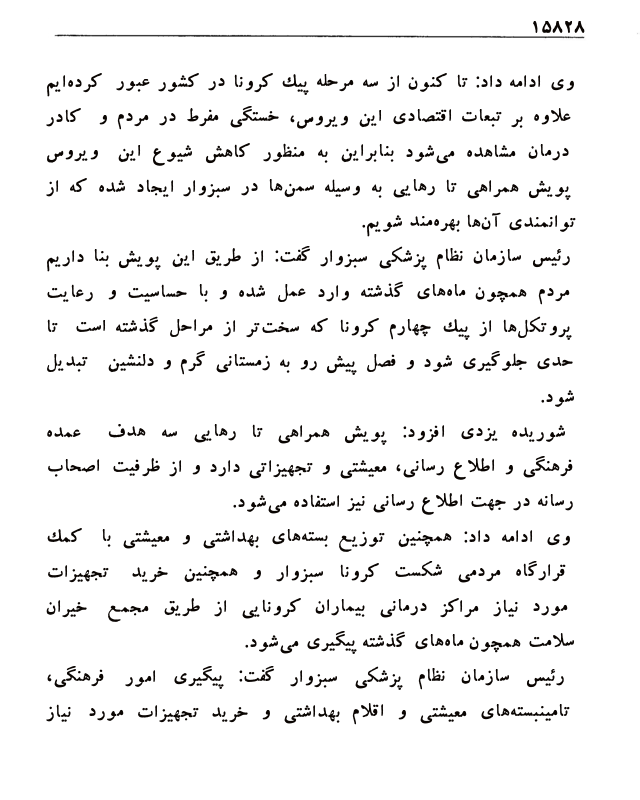 ۱۵۸۲۸
وی ادامه داد: تا کنون از سه مرحله پیك کرونا در کشور عبور کرده‌ایم
علاوه بر تبعات اقتصادی این ویروس، خستگی مفرط در مردم و کادر
درمان مشاهده می‌شود بنابراین به منظور کاهش شیوع این ویروس
پویش همراهی تا رهایی به وسیله سمن‌ها در سبزوار ایجاد شده که از
توانمندی آن‌ها بهره‌مند شویم.
رئیس سازمان نظام پزشکی سبزوار گفت: از طریق این پویش بنا داریم
مردم همچون ماه‌های گذشته وارد عمل شده و با حساسیت و رعایت
پروتکل‌ها از پیك چهارم کرونا که سخت‌تر از مراحل گذشته است تا
حدی جلوگیری شود و فصل پیش رو به زمستانی گرم و دلنشین تبدیل
شود.
شوریده یزدی افزود: پویش همراهی تا رهایی سه هدف عمده
فرهنگی و اطلاع رسانی، معیشتی و تجهیزاتی دارد و از ظرفیت اصحاب
رسانه در جهت اطلاع رسانی نیز استفاده می‌شود.
وی ادامه داد: همچنین توزیع بسته‌های بهداشتی و معیشتی با کمك
قرارگاه مردمی شکست کرونا سبزوار و همچنین خرید تجهیزات
مورد نیاز مراکز درمانی بیماران کرونایی از طریق مجمع خیران
سلامت همچون ماه‌های گذشته پیگیری می‌شود.
رئیس سازمان نظام پزشکی سبزوار گفت: پیگیری امور فرهنگی،
تامینبسته‌های معیشتی و اقلام بهداشتی و خرید تجهیزات مورد نیاز